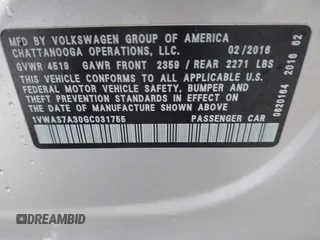 MFD BY VOLKSWAGEN GROUP OF AMERICA
CHATTANOOGA OPERATIONS, LLC. 02/2016
GVWR 4519 GAWR FRONT 2359 / REAR 2271 LBS
THIS VEHICLE CONFORMS TO ALL APPLICABLE U.S.
FEDERAL MOTOR VEHICLE SAFETY, BUMPER AND
THEFT PREVENTION STANDARDS IN EFFECT ON THE
DATE OF MANUFACTURE SHOWN ABOVE.
1VWAS7A30GC031755 PASSENGER CAR
0820164 2016 62
DREAMBID